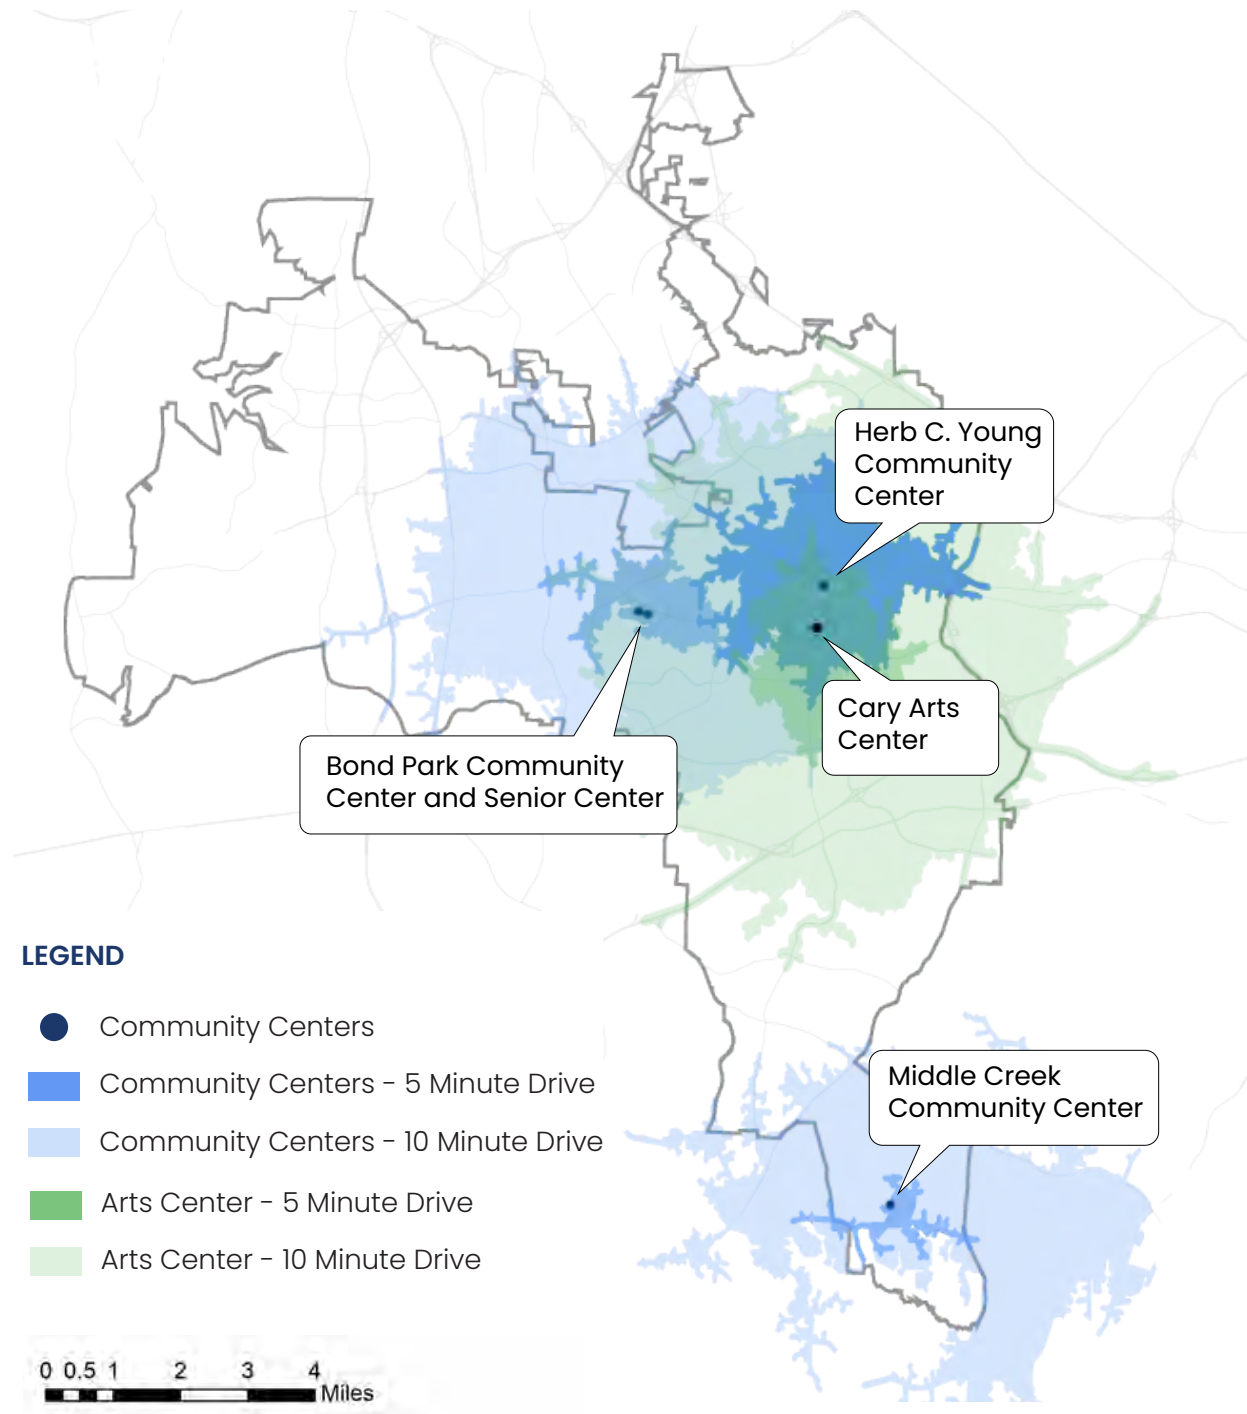 Herb C. Young
Community
Center
Cary Arts
Center
Bond Park Community
Center and Senior Center
Middle Creek
Community Center
LEGEND
Community Centers
Community Centers - 5 Minute Drive
Community Centers - 10 Minute Drive
Arts Center - 5 Minute Drive
Arts Center - 10 Minute Drive
0 0.5 1 2 3 4
Miles